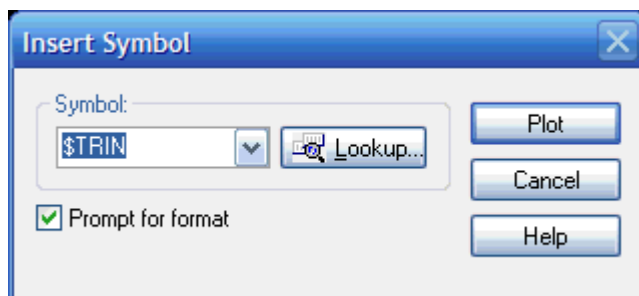 Insert Symbol
Symbol:
$TRIN
Lookup...
Prompt for format
Plot
Cancel
Help